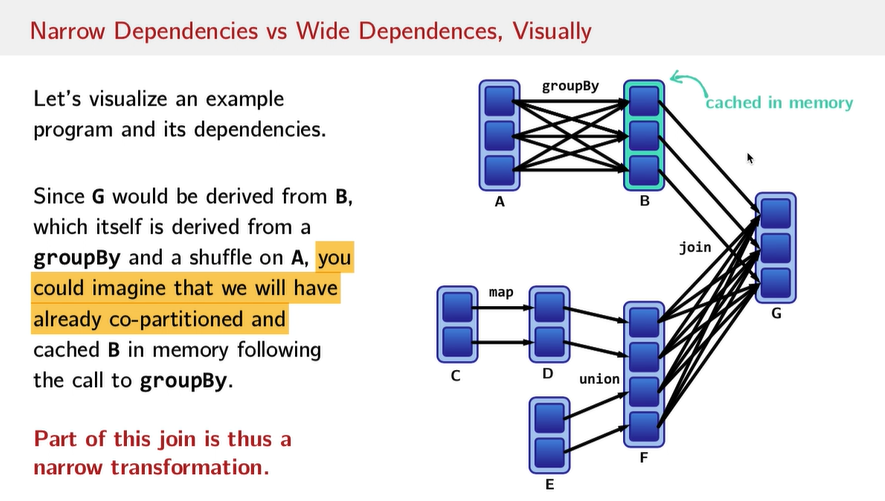 Narrow Dependencies vs Wide Dependences, Visually
Let's visualize an example
program and its dependencies.
Since G would be derived from B,
which itself is derived from a
groupBy and a shuffle on A, you
could imagine that we will have
already co-partitioned and
cached B in memory following
the call to groupBy.
Part of this join is thus a
narrow transformation.
groupBy
cached in memory
A
B
join
map
G
C
D
union
F
E